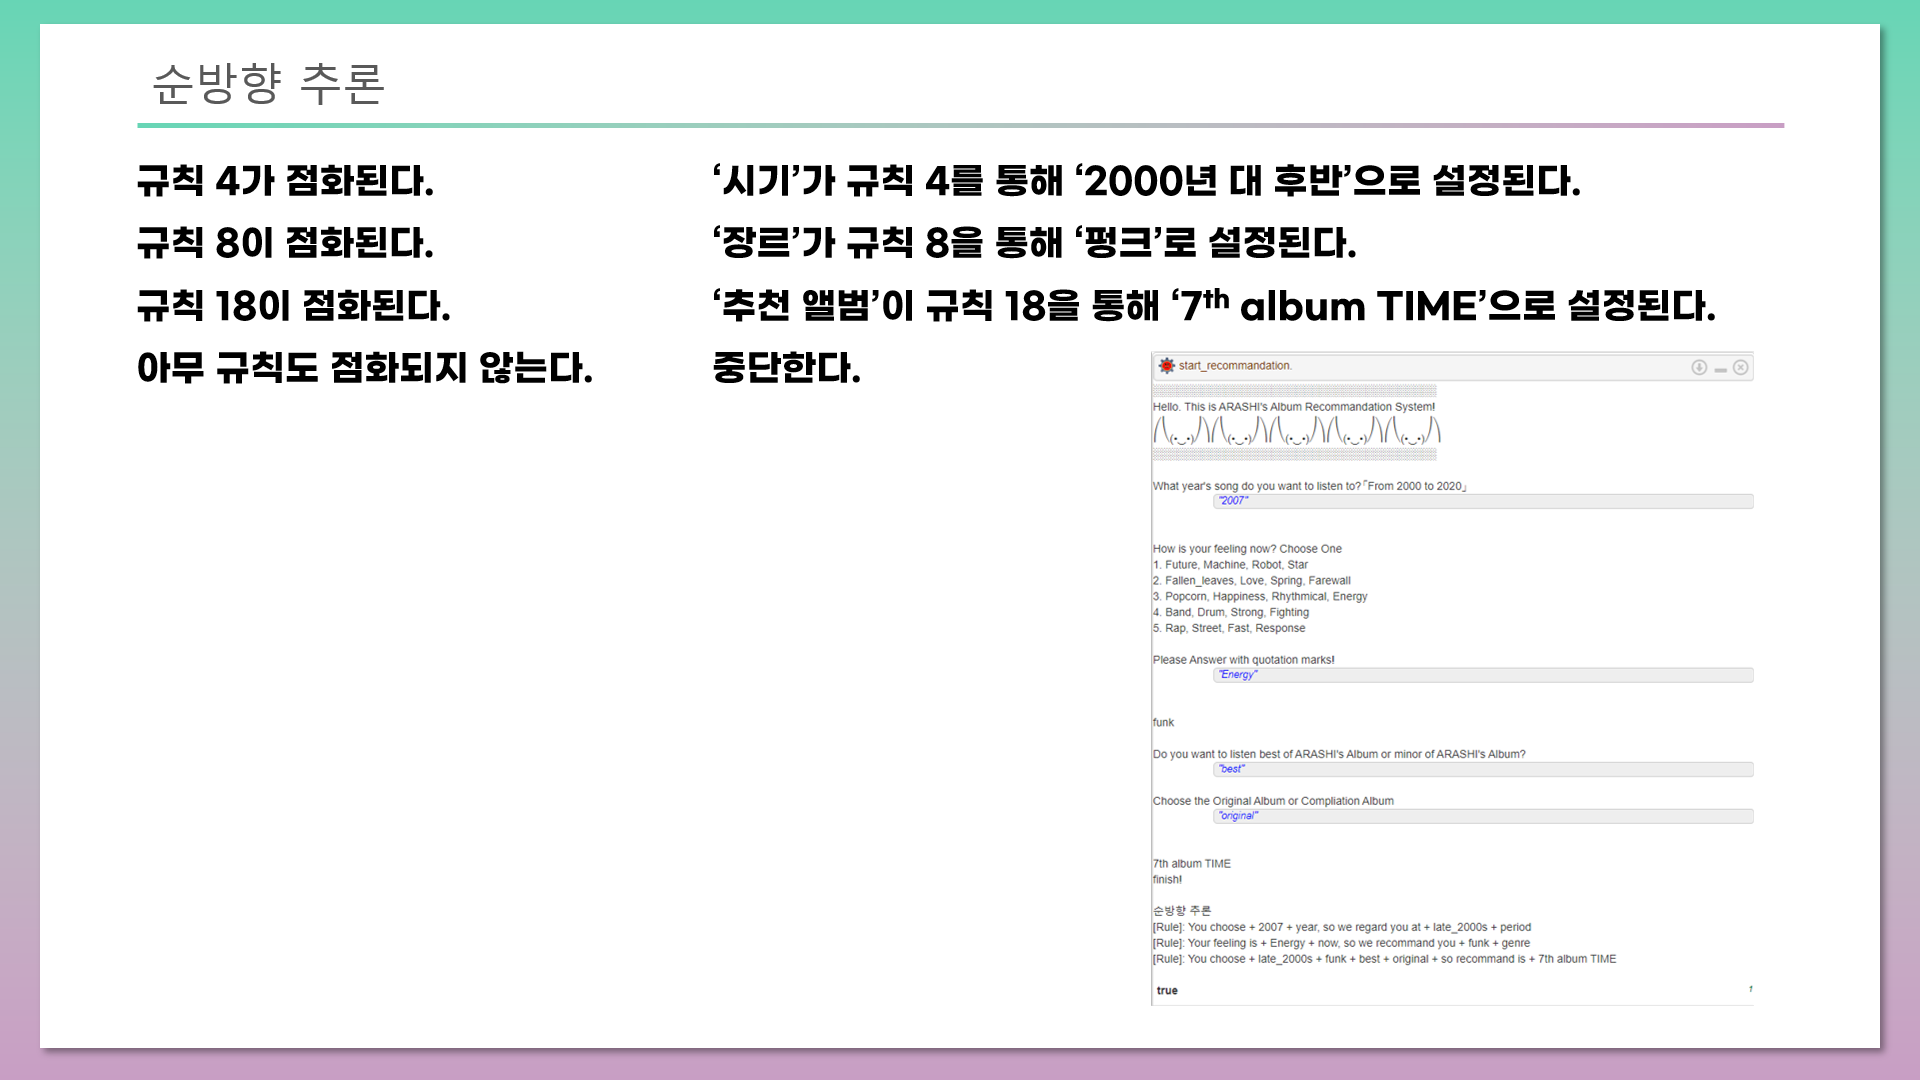 순방향 추론
규칙 4가 점화된다.
‘시기’가 규칙 4를 통해 ‘2000년 대 후반’으로 설정된다.
규칙 8이 점화된다.
‘장르’가 규칙 8을 통해 ‘펑크’로 설정된다.
규칙 18이 점화된다.
‘추천 앨범’이 규칙 18을 통해 ‘7th album TIME’으로 설정된다.
아무 규칙도 점화되지 않는다.
중단한다.
start_recommandation.
Hello. This is ARASHI's Album Recommandation System!
What year's song do you want to listen to?「From 2000 to 2020」
"2007"
How is your feeling now? Choose One
1. Future, Machine, Robot, Star
2. Fallen_leaves, Love, Spring, Farewall
3. Popcorn, Happiness, Rhythmical, Energy
4. Band, Drum, Strong, Fighting
5. Rap, Street, Fast, Response
Please Answer with quotation marks!
"Energy"
funk
Do you want to listen best of ARASHI's Album or minor of ARASHI's Album?
"best"
Choose the Original Album or Compliation Album
"original"
7th album TIME
finish!
순방향 추론
[Rule]: You choose + 2007 + year, so we regard you at + late_2000s + period
[Rule]: Your feeling is + Energy + now, so we recommand you + funk + genre
[Rule]: You choose + late_2000s + funk + best + original + so recommand is + 7th album TIME
true
1